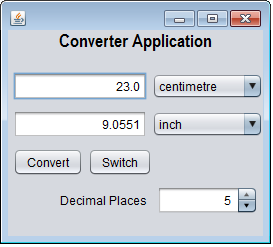 Converter Application
23.0 centimetre
9.0551 inch
Convert Switch
Decimal Places 5